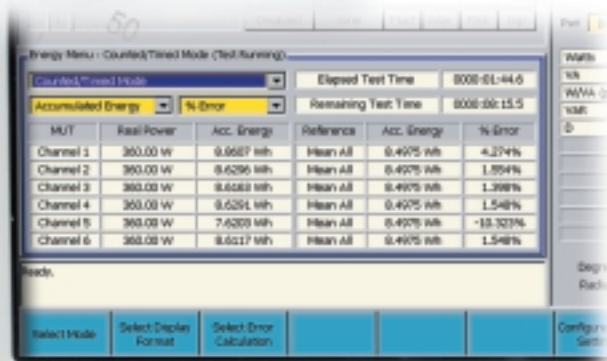 50
Energy Menu - Counted/Timed Mode (Test Running)
Counted/Timed Mode
Elapsed Test Time 0000:01:44.6
Accumulated Energy % Error Remaining Test Time 0000:08:15.5
MUT Real Power Acc. Energy Reference Acc. Energy % Error
Channel 1 360.00 W 8.8607 Wh Mean All 8.4975 Wh 4.274%
Channel 2 360.00 W 8.6296 Wh Mean All 8.4975 Wh 1.554%
Channel 3 360.00 W 8.6163 Wh Mean All 8.4975 Wh 1.398%
Channel 4 360.00 W 8.6291 Wh Mean All 8.4975 Wh 1.548%
Channel 5 360.00 W 7.6203 Wh Mean All 8.4975 Wh -10.323%
Channel 6 360.00 W 8.6117 Wh Mean All 8.4975 Wh 1.548%
Ready.
Select Mode
Select Display Format
Select Error Calculation
Pwr
Watts
VA
VAR